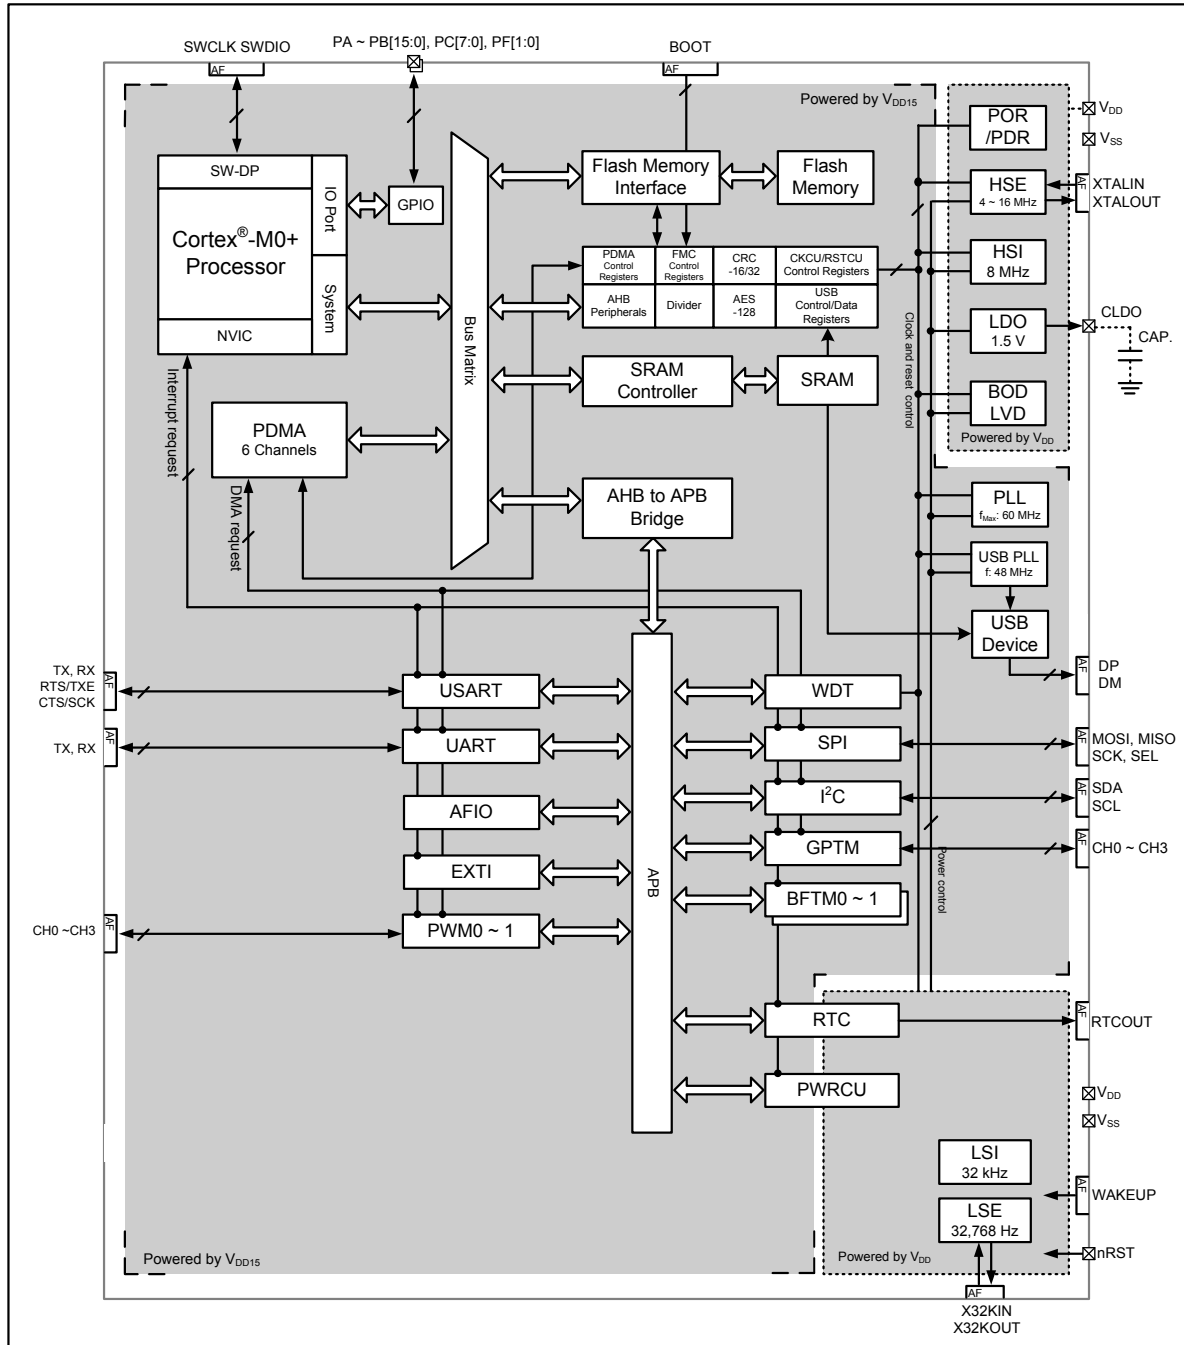 SWCLK SWDIO
PA ~ PB[15:0], PC[7:0], PF[1:0]
BOOT
AF
AF
Powered by VDD15
VDD
VSS
POR
/PDR
SW-DP
IO Port
Cortex®-M0+
Processor
System
NVIC
GPIO
Bus Matrix
Flash Memory
Interface
Flash
Memory
HSE
4 ~ 16 MHz
AF
XTALIN
XTALOUT
PDMA
Control
Registers
FMC
Control
Registers
CRC
-16/32
CKCU/RSTCU
Control Registers
AHB
Peripherals
Divider
AES
-128
USB
Control/Data
Registers
HSI
8 MHz
Clock and reset control
LDO
1.5 V
CLDO
CAP.
Interrupt request
SRAM
Controller
SRAM
BOD
LVD
Powered by VDD
PDMA
6 Channels
DMA request
AHB to APB
Bridge
PLL
fMax: 60 MHz
USB PLL
f: 48 MHz
USB
Device
AF
DP
DM
TX, RX
RTS/TXE
CTS/SCK
AF
USART
WDT
TX, RX
AF
UART
SPI
AF
MOSI, MISO
SCK, SEL
AFIO
I2C
AF
SDA
SCL
EXTI
APB
GPTM
AF
CH0 ~ CH3
Power control
BFTM0 ~ 1
CH0 ~CH3
AF
PWM0 ~ 1
RTC
AF
RTCOUT
PWRCU
VDD
VSS
LSI
32 kHz
AF
WAKEUP
LSE
32,768 Hz
Powered by VDD15
Powered by VDD
nRST
AF
X32KIN
X32KOUT